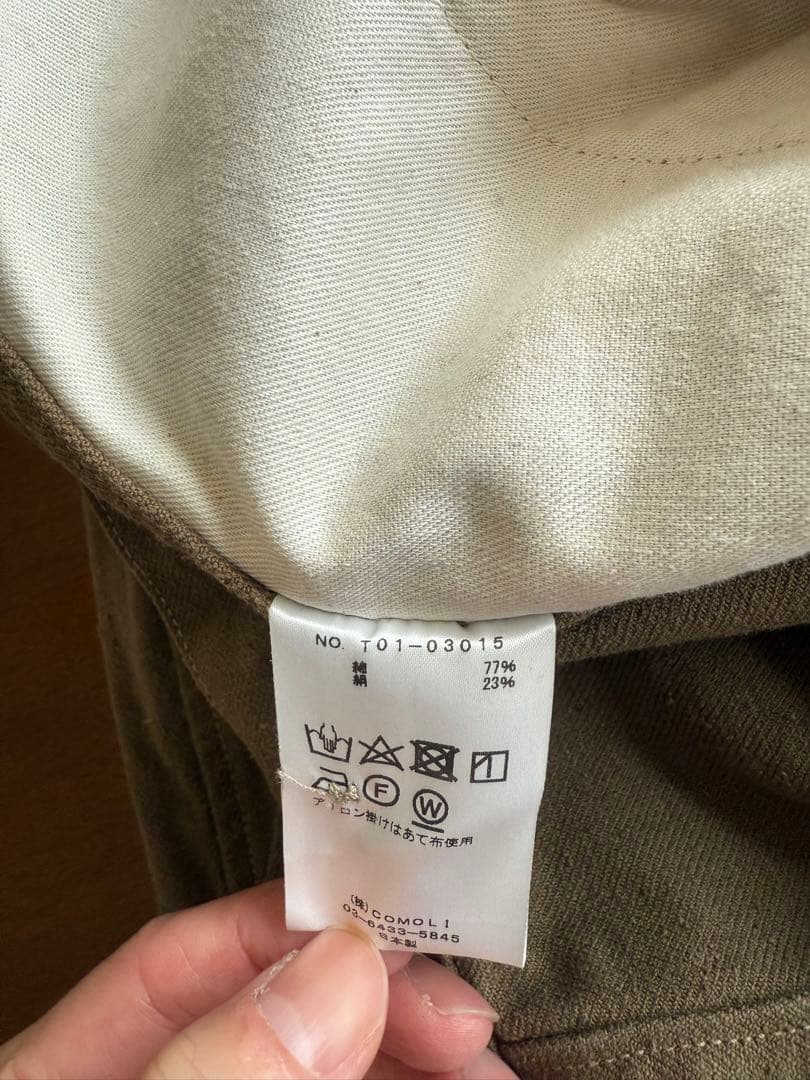 NO. T01-03015
綿 77%
絹 23%
F
W
アイロン掛けはあて布使用
(株)COMOLI
03-6433-5845
日本製